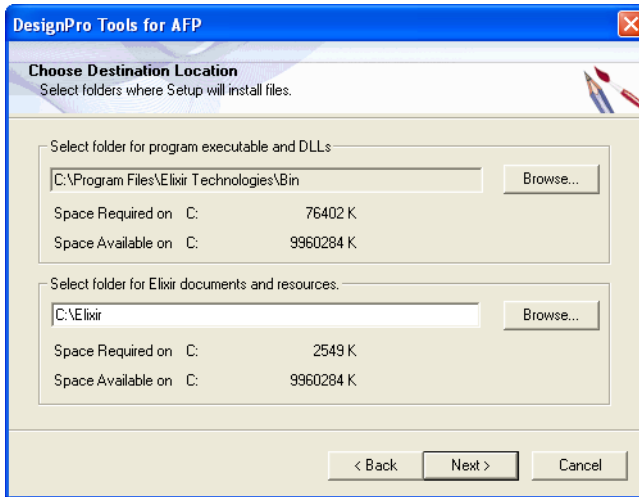 DesignPro Tools for AFP
Choose Destination Location
Select folders where Setup will install files.
Select folder for program executable and DLLs
C:\Program Files\Elixir Technologies\Bin
Browse...
Space Required on C: 76402 K
Space Available on C: 9960284 K
Select folder for Elixir documents and resources.
C:\Elixir
Browse...
Space Required on C: 2549 K
Space Available on C: 9960284 K
< Back
Next >
Cancel